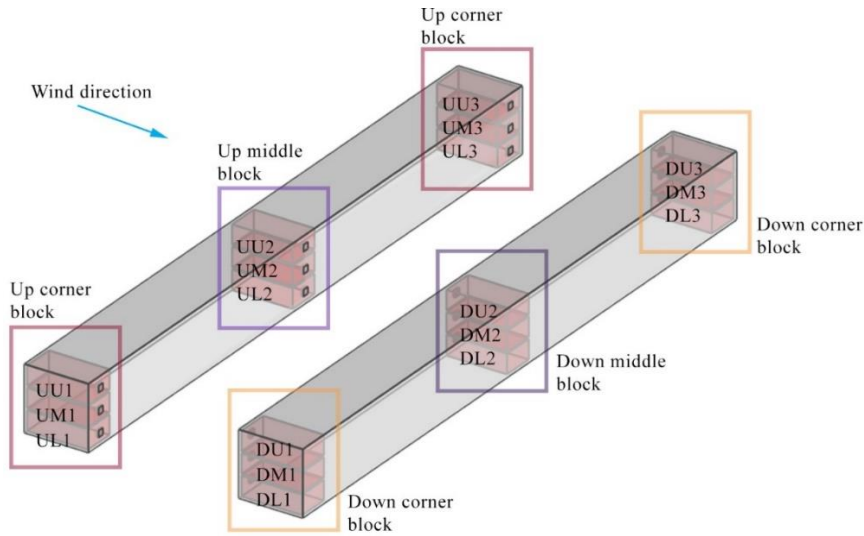 Up corner
block
Wind direction
UU3
UM3
UL3
Up middle
block
DU3
DM3
DL3
Down corner
block
UU2
UM2
UL2
Up corner
block
DU2
DM2
DL2
Down middle
block
UU1
UM1
UL1
DU1
DM1
DL1
Down corner
block